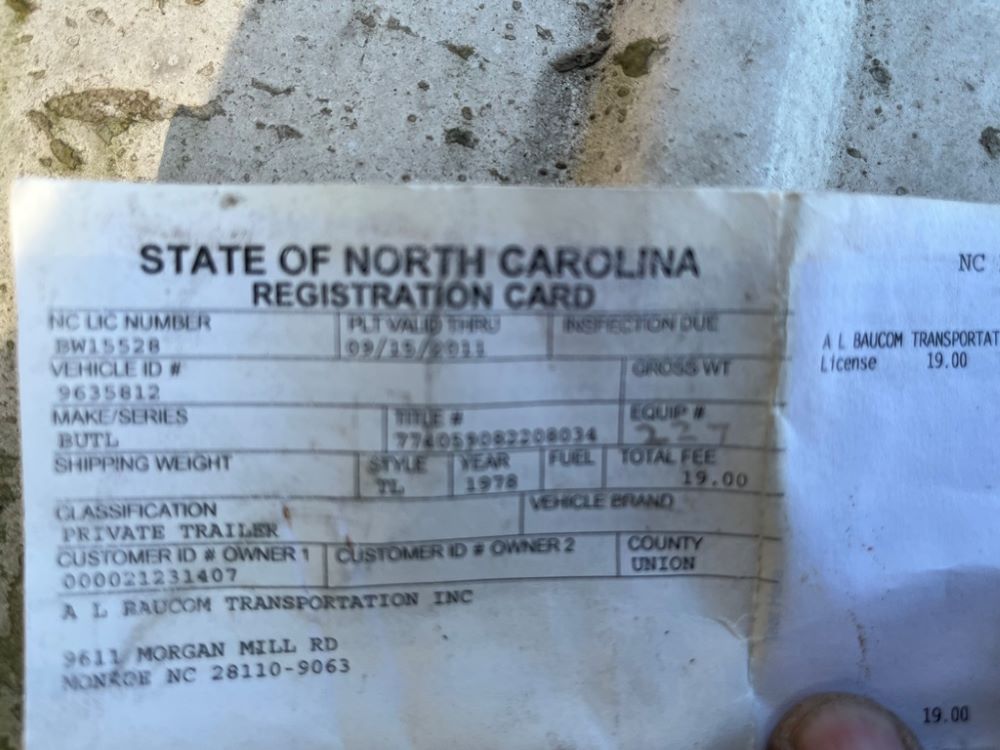 STATE OF NORTH CAROLINA
REGISTRATION CARD
NC LIC NUMBER PLT VALID THRU INSPECTION DUE
BW15528 09/15/2011
VEHICLE ID # GROSS WT
9635812
MAKE/SERIES TITLE # EQUIP #
BUTL 774059082208034 227
SHIPPING WEIGHT STYLE YEAR FUEL TOTAL FEE
TL 1978 19.00
CLASSIFICATION VEHICLE BRAND
PRIVATE TRAILER
CUSTOMER ID # OWNER 1 CUSTOMER ID # OWNER 2 COUNTY
000021231407 UNION
A L BAUCOM TRANSPORTATION INC
9611 MORGAN MILL RD
MONROE NC 28110-9063
NC
A L BAUCOM TRANSPORTAT
License 19.00
19.00